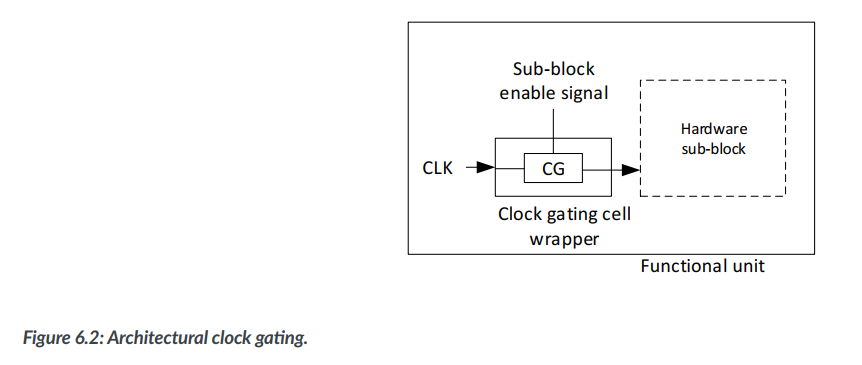 Sub-block
enable signal
Hardware
sub-block
CLK
CG
Clock gating cell
wrapper
Functional unit
Figure 6.2: Architectural clock gating.